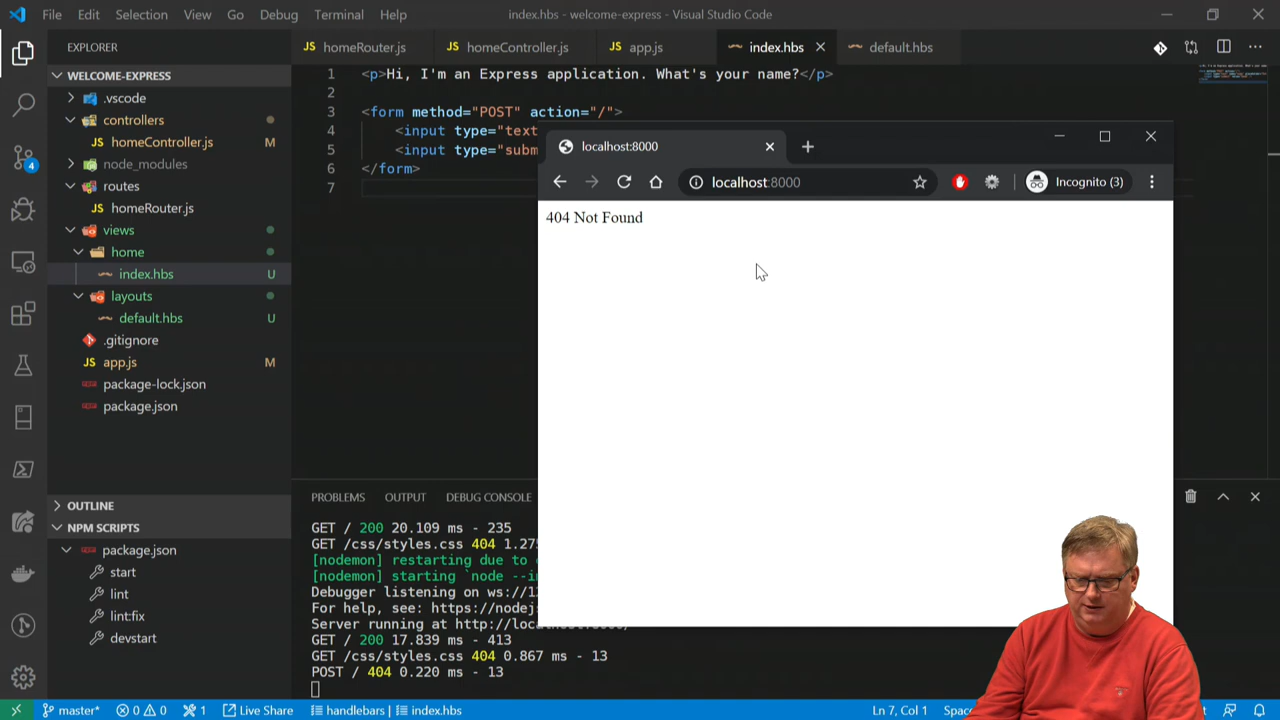 File Edit Selection View Go Debug Terminal Help
index.hbs - welcome-express - Visual Studio Code
EXPLORER
WELCOME-EXPRESS
.vscode
controllers
homeController.js M
node_modules
routes
homeRouter.js
views
home
index.hbs U
layouts
default.hbs U
.gitignore
app.js M
package-lock.json
package.json
OUTLINE
NPM SCRIPTS
package.json
start
lint
lint:fix
devstart
4
JS homeRouter.js JS homeController.js JS app.js index.hbs default.hbs
1 <p>Hi, I'm an Express application. What's your name?</p>
2
3 <form method="POST" action="/">
4 <input type="text
5 <input type="subm
6 </form>
7
localhost:8000
localhost:8000
Incognito (3)
404 Not Found
PROBLEMS OUTPUT DEBUG CONSOLE
GET / 200 20.109 ms - 235
GET /css/styles.css 404 1.275
[nodemon] restarting due to
[nodemon] starting `node --in
Debugger listening on ws://12
For help, see: https://nodej
Server running at http://localhost:8000/
GET / 200 17.839 ms - 413
GET /css/styles.css 404 0.867 ms - 13
POST / 404 0.220 ms - 13
master* 0 0 1 Live Share handlebars index.hbs
Ln 7, Col 1